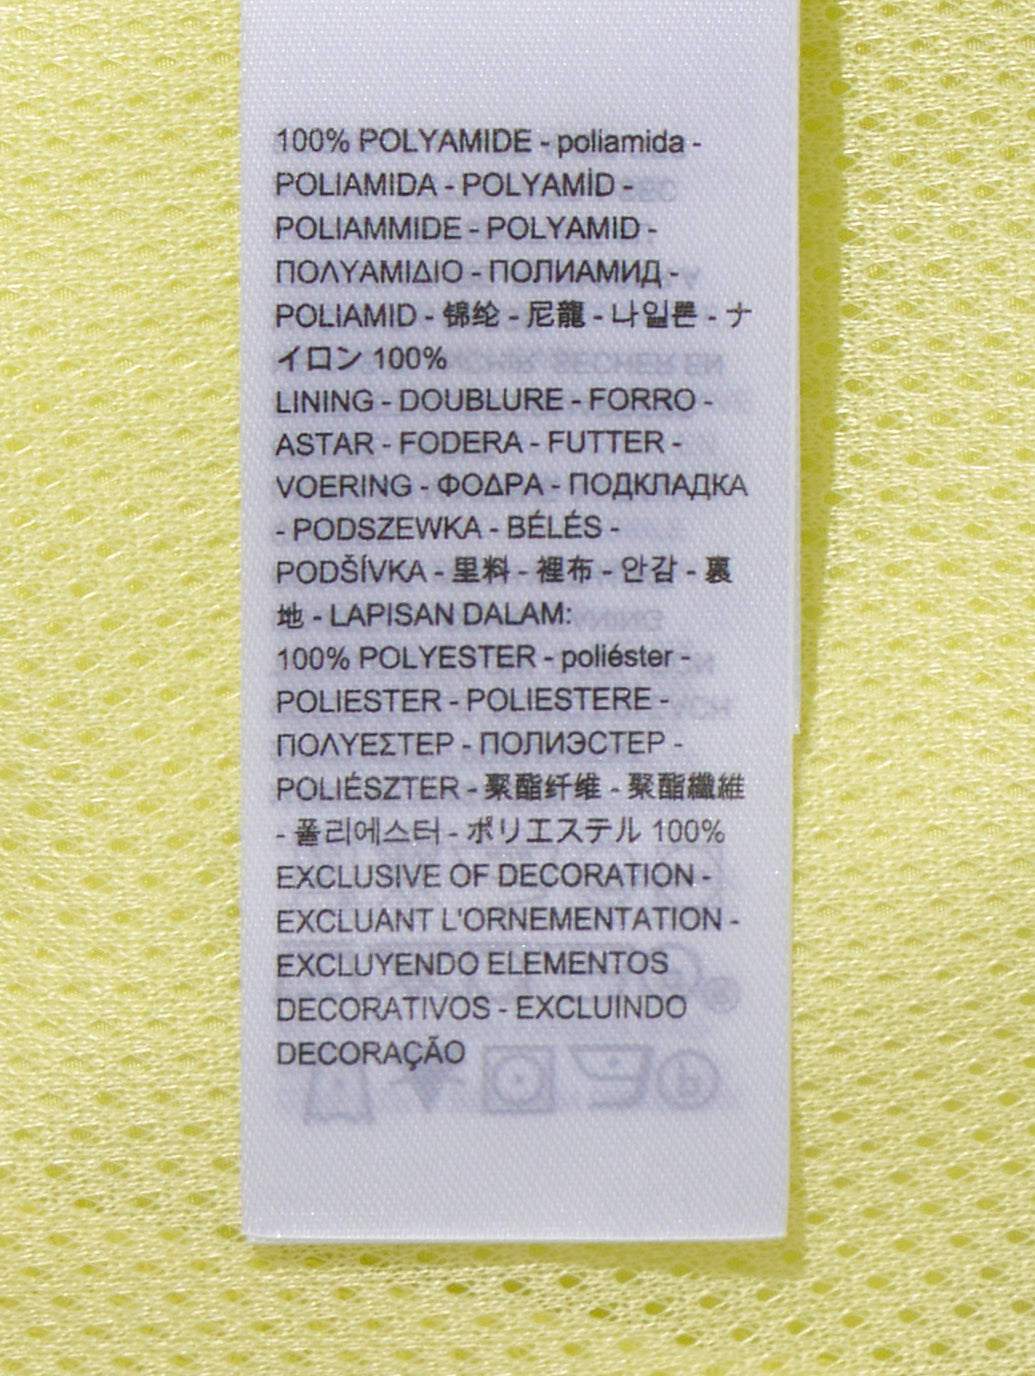 100% POLYAMIDE - poliamida -
POLIAMIDA - POLYAMİD -
POLIAMMIDE - POLYAMID -
ΠΟΛΥΑΜΙΔΙΟ - ПОЛИАМИД -
POLIAMID - 锦纶 - 尼龍 - 나일론 - ナ
イロン 100%
LINING - DOUBLURE - FORRO -
ASTAR - FODERA - FUTTER -
VOERING - ΦΟΔΡΑ - ПОДКЛАДКА
- PODSZEWKA - BÉLÉS -
PODŠÍVKA - 里料 - 裡布 - 안감 - 裏
地 - LAPISAN DALAM:
100% POLYESTER - poliéster -
POLIESTER - POLIESTERE -
ΠΟΛΥΕΣΤΕΡ - ПОЛИЭСТЕР -
POLIÉSZTER - 聚酯纤维 - 聚酯纖維
- 폴리에스터 - ポリエステル 100%
EXCLUSIVE OF DECORATION -
EXCLUANT L'ORNEMENTATION -
EXCLUYENDO ELEMENTOS
DECORATIVOS - EXCLUINDO
DECORAÇÃO